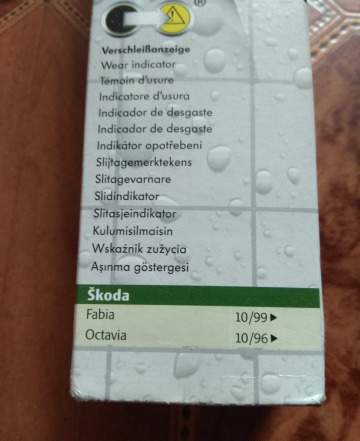 ®
Verschleißanzeige
Wear indicator
Témoin d'usure
Indicatore d'usura
Indicador de desgaste
Indicador de desgaste
Indikátor opotřebení
Slijtagemerktekens
Slitagevarnare
Slidindikator
Slitasjeindikator
Kulumisilmaisin
Wskaźnik zużycia
Aşınma göstergesi
Škoda
Fabia 10/99 ▶
Octavia 10/96 ▶